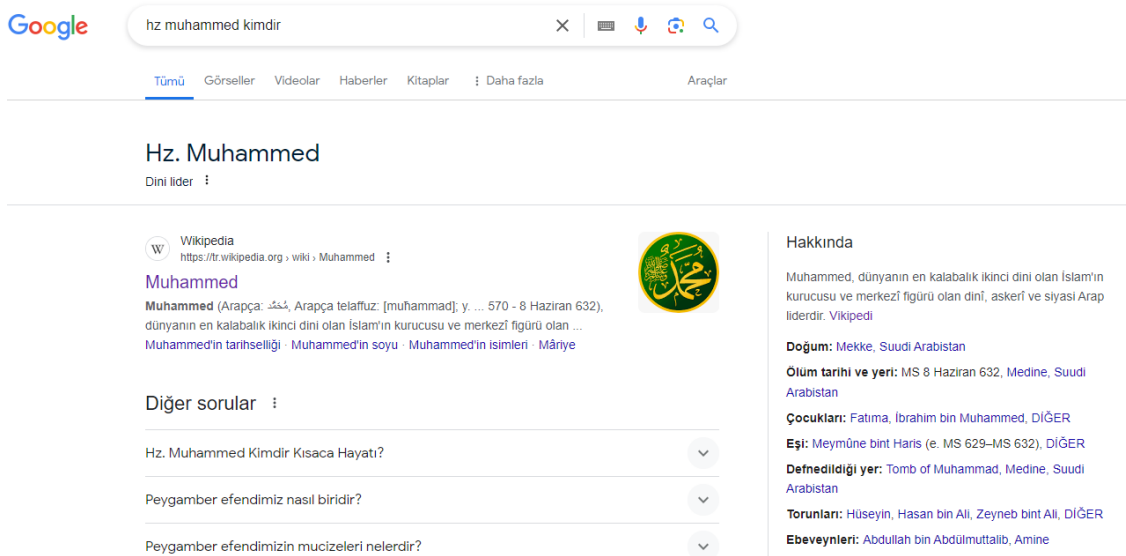 Google
hz muhammed kimdir
Tümü Görseller Videolar Haberler Kitaplar Daha fazla Araçlar
Hz. Muhammed
Dini lider
W
Wikipedia
https://tr.wikipedia.org › wiki › Muhammed
Muhammed
Muhammed (Arapça: مُحَمَّد, Arapça telaffuz: [muħammad]; y. ... 570 - 8 Haziran 632),
dünyanın en kalabalık ikinci dini olan İslam'ın kurucusu ve merkezî figürü olan ...
Muhammed'in tarihselliği · Muhammed'in soyu · Muhammed'in isimleri · Mâriye
محمد
Diğer sorular
Hz. Muhammed Kimdir Kısaca Hayatı?
Peygamber efendimiz nasıl biridir?
Peygamber efendimizin mucizeleri nelerdir?
Hakkında
Muhammed, dünyanın en kalabalık ikinci dini olan İslam'ın
kurucusu ve merkezî figürü olan dinî, askerî ve siyasi Arap
liderdir. Vikipedi
Doğum: Mekke, Suudi Arabistan
Ölüm tarihi ve yeri: MS 8 Haziran 632, Medine, Suudi
Arabistan
Çocukları: Fatıma, İbrahim bin Muhammed, DİĞER
Eşi: Meymûne bint Haris (e. MS 629–MS 632), DİĞER
Defnedildiği yer: Tomb of Muhammad, Medine, Suudi
Arabistan
Torunları: Hüseyin, Hasan bin Ali, Zeyneb bint Ali, DİĞER
Ebeveynleri: Abdullah bin Abdülmuttalib, Amine